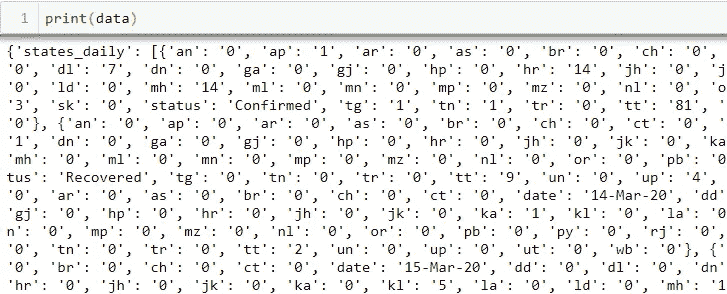 1 print(data)
{'states_daily': [{'an': '0', 'ap': '1', 'ar': '0', 'as': '0', 'br': '0', 'ch': '0',
'0', 'dl': '7', 'dn': '0', 'ga': '0', 'gj': '0', 'hp': '0', 'hr': '14', 'jh': '0', 'j
'0', 'ld': '0', 'mh': '14', 'ml': '0', 'mn': '0', 'mp': '0', 'mz': '0', 'nl': '0', 'o
'3', 'sk': '0', 'status': 'Confirmed', 'tg': '1', 'tn': '1', 'tr': '0', 'tt': '81',
'0'}, {'an': '0', 'ap': '0', 'ar': '0', 'as': '0', 'br': '0', 'ch': '0', 'ct': '0',
'1', 'dn': '0', 'ga': '0', 'gj': '0', 'hp': '0', 'hr': '0', 'jh': '0', 'jk': '0', 'ka
'mh': '0', 'ml': '0', 'mn': '0', 'mp': '0', 'mz': '0', 'nl': '0', 'or': '0', 'pb': '0
tus': 'Recovered', 'tg': '0', 'tn': '0', 'tr': '0', 'tt': '9', 'un': '0', 'up': '4',
'0', 'ar': '0', 'as': '0', 'br': '0', 'ch': '0', 'ct': '0', 'date': '14-Mar-20', 'dd'
'gj': '0', 'hp': '0', 'hr': '0', 'jh': '0', 'jk': '0', 'ka': '1', 'kl': '0', 'la': '0
n': '0', 'mp': '0', 'mz': '0', 'nl': '0', 'or': '0', 'pb': '0', 'py': '0', 'rj': '0',
'0', 'tn': '0', 'tr': '0', 'tt': '2', 'un': '0', 'up': '0', 'ut': '0', 'wb': '0'}, {'
'0', 'br': '0', 'ch': '0', 'ct': '0', 'date': '15-Mar-20', 'dd': '0', 'dl': '0', 'dn'
'hr': '0', 'jh': '0', 'jk': '0', 'ka': '0', 'kl': '5', 'la': '0', 'ld': '0', 'mh': '1